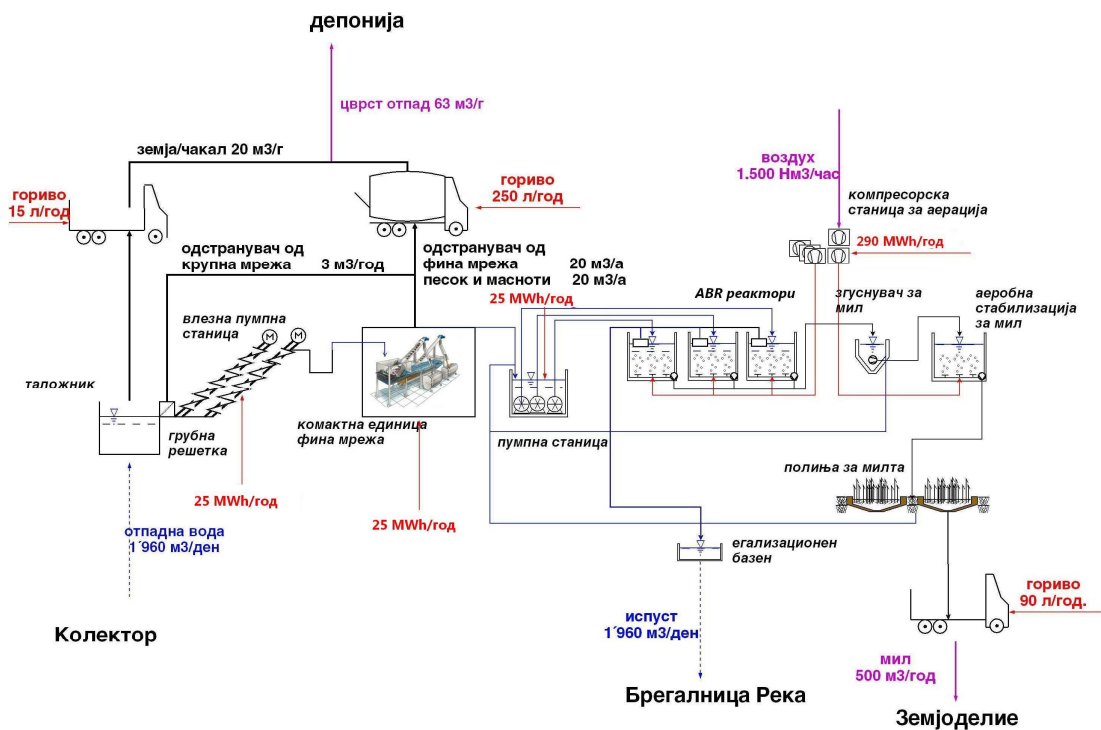 депонија
цврст отпад 63 м3/г
земја/чакал 20 м3/г
гориво
15 л/год
гориво
250 л/год
воздух
1.500 Нм3/час
компресорска
станица за аерација
290 MWh/год
одстранувач од
крупна мрежа 3 м3/год
одстранувач од
фина мрежа 20 м3/а
песок и масноти 20 м3/а
25 MWh/год
ABR реактори
згуснувач за
мил
аеробна
стабилизација
за мил
влезна пумпна
станица
M
M
таложник
грубна
решетка
комактна единица
фина мрежа
пумпна станица
полиња за милта
25 MWh/год
25 MWh/год
отпадна вода
1´960 м3/ден
егализационен
базен
гориво
90 л/год.
Колектор
испуст
1´960 м3/ден
мил
500 м3/год
Брегалница Река
Земјоделие